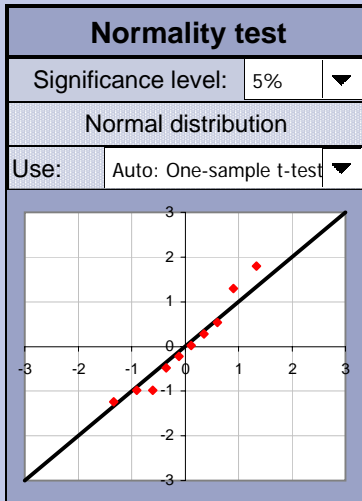 Normality test
Significance level: 5%
Normal distribution
Use: Auto: One-sample t-test
3
2
1
0
-3 -2 -1 0 1 2 3
-1
-2
-3